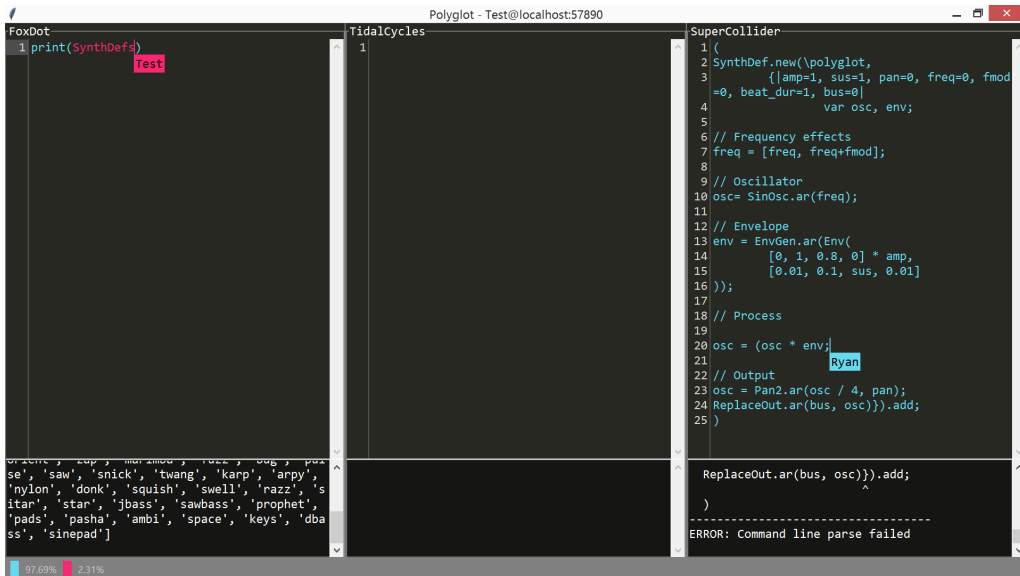 Polyglot - Test@localhost:57890
FoxDot
1 print(SynthDefs)
Test
'nylon', 'donk', 'squish', 'swell', 'razz', 's
se', 'saw', 'snick', 'twang', 'karp', 'arpy',
itar', 'star', 'jbass', 'sawbass', 'prophet',
'pads', 'pasha', 'ambi', 'space', 'keys', 'dba
ss', 'sinepad']
TidalCycles
1
SuperCollider
1 (
2 SynthDef.new(\polyglot,
3 {|amp=1, sus=1, pan=0, freq=0, fmod
=0, beat_dur=1, bus=0|
4 var osc, env;
5
6 // Frequency effects
7 freq = [freq, freq+fmod];
8
9 // Oscillator
10 osc= SinOsc.ar(freq);
11
12 // Envelope
13 env = EnvGen.ar(Env(
14 [0, 1, 0.8, 0] * amp,
15 [0.01, 0.1, sus, 0.01]
16 ));
17
18 // Process
19
20 osc = (osc * env;
21 Ryan
22 // Output
23 osc = Pan2.ar(osc / 4, pan);
24 ReplaceOut.ar(bus, osc)}).add;
25 )
ReplaceOut.ar(bus, osc)}).add;
^
)
-----------------------------------
ERROR: Command line parse failed
97.69% 2.31%